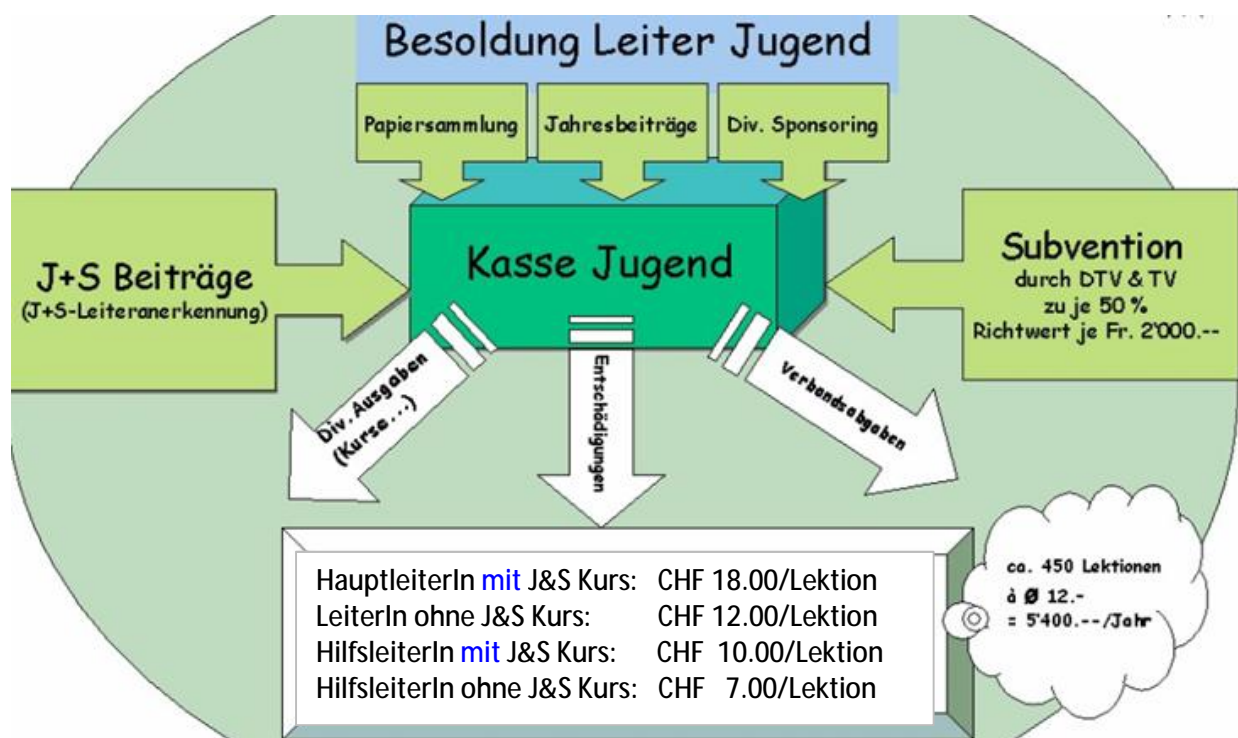 Besoldung Leiter Jugend
Papiersammlung
Jahresbeiträge
Div. Sponsoring
J+S Beiträge
(J+S-Leiteranerkennung)
Kasse Jugend
Subvention
durch DTV & TV
zu je 50 %
Richtwert je Fr. 2'000.--
Div. Ausgaben
(Kurse...)
Entschädigungen
Verbandsabgaben
HauptleiterIn mit J&S Kurs: CHF 18.00/Lektion
LeiterIn ohne J&S Kurs: CHF 12.00/Lektion
HilfsleiterIn mit J&S Kurs: CHF 10.00/Lektion
HilfsleiterIn ohne J&S Kurs: CHF 7.00/Lektion
ca. 450 Lektionen
à Ø 12.-
= 5'400.--/Jahr